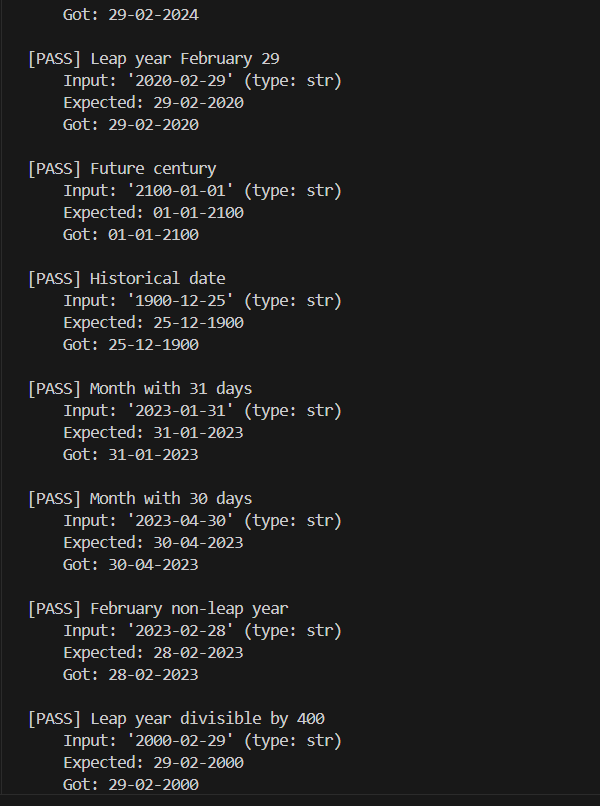 Got: 29-02-2024
[PASS] Leap year February 29
Input: '2020-02-29' (type: str)
Expected: 29-02-2020
Got: 29-02-2020
[PASS] Future century
Input: '2100-01-01' (type: str)
Expected: 01-01-2100
Got: 01-01-2100
[PASS] Historical date
Input: '1900-12-25' (type: str)
Expected: 25-12-1900
Got: 25-12-1900
[PASS] Month with 31 days
Input: '2023-01-31' (type: str)
Expected: 31-01-2023
Got: 31-01-2023
[PASS] Month with 30 days
Input: '2023-04-30' (type: str)
Expected: 30-04-2023
Got: 30-04-2023
[PASS] February non-leap year
Input: '2023-02-28' (type: str)
Expected: 28-02-2023
Got: 28-02-2023
[PASS] Leap year divisible by 400
Input: '2000-02-29' (type: str)
Expected: 29-02-2000
Got: 29-02-2000